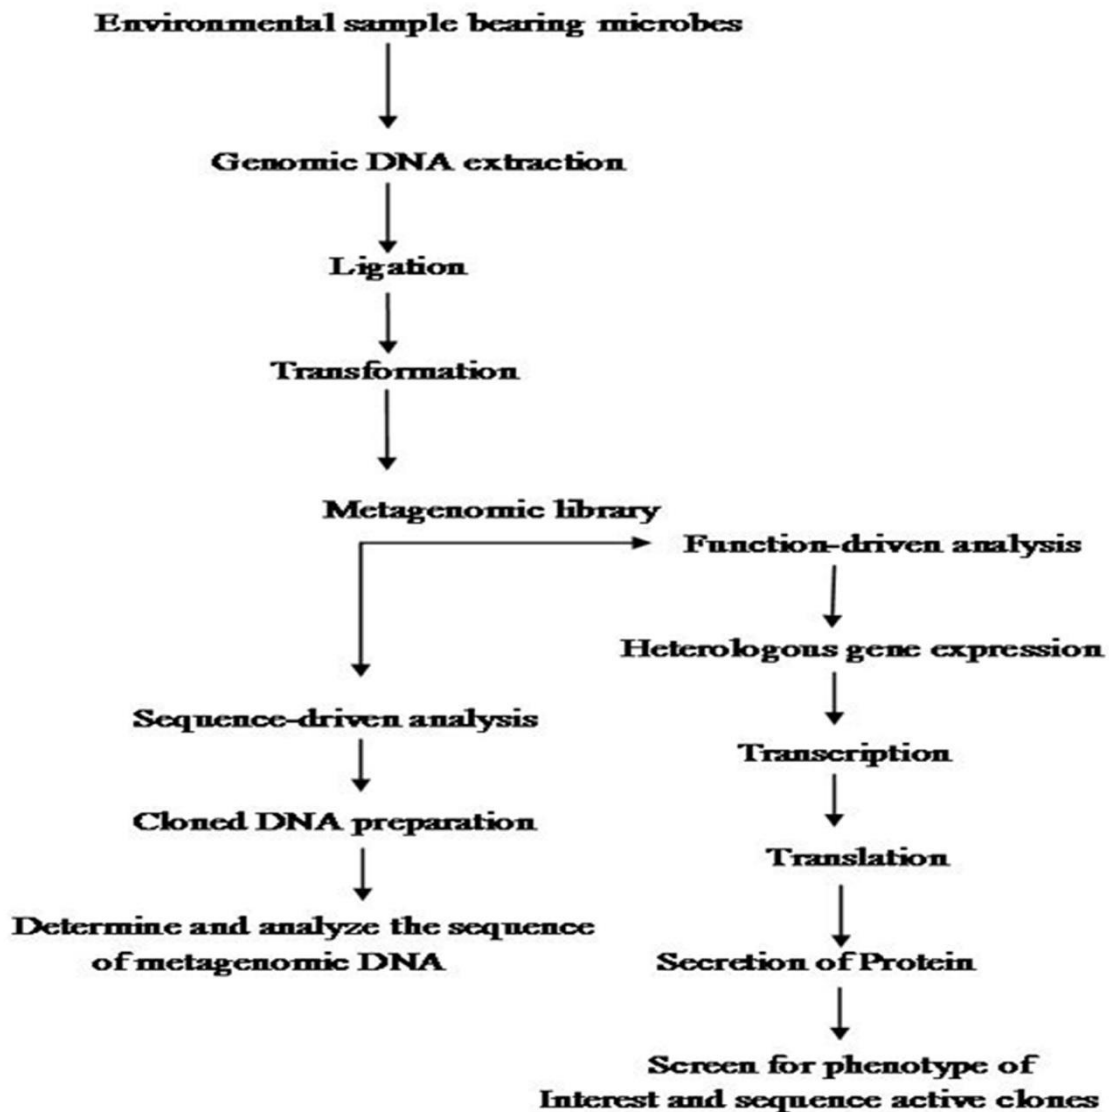 Environmental sample bearing microbes
Genomic DNA extraction
Ligation
Transformation
Metagenomic library
Function-driven analysis
Heterologous gene expression
Sequence-driven analysis
Transcription
Cloned DNA preparation
Translation
Determine and analyze the sequence
of metagenomic DNA
Secretion of Protein
Screen for phenotype of
Interest and sequence active clones